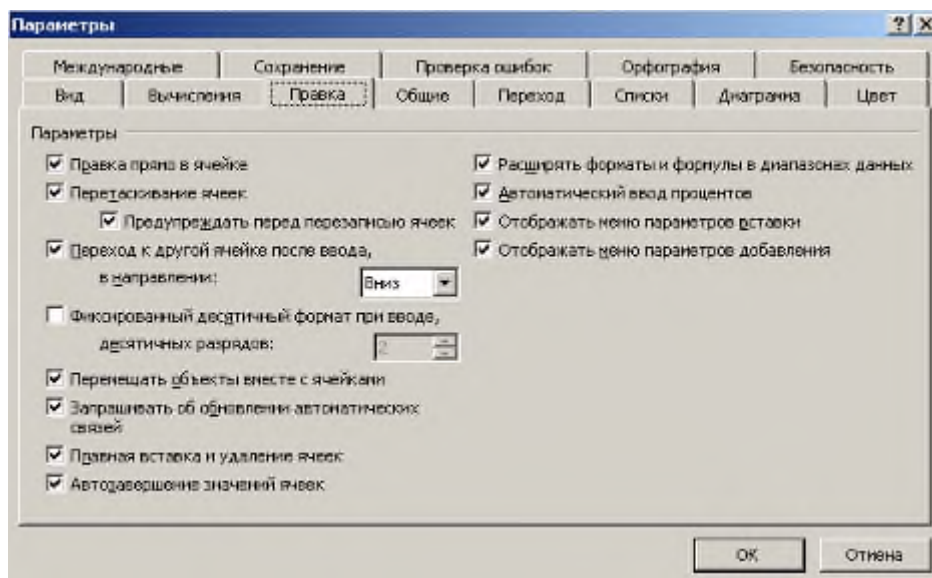 Параметры
Международные Сохранение Проверка ошибок Орфография Безопасность
Вид Вычисления Правка Общие Переход Списки Диаграмма Цвет
Параметры
Правка прямо в ячейке
Перетаскивание ячеек
Предупреждать перед перезаписью ячеек
Переход к другой ячейке после ввода,
в направлении: Вниз
Фиксированный десятичный формат при вводе,
десятичных разрядов: 2
Перемещать объекты вместе с ячейками
Запрашивать об обновлении автоматических
связей
Плавная вставка и удаление ячеек
Автозавершение значений ячеек
Расширять форматы и формулы в диапазонах данных
Автоматический ввод процентов
Отображать меню параметров вставки
Отображать меню параметров добавления
ОК Отмена